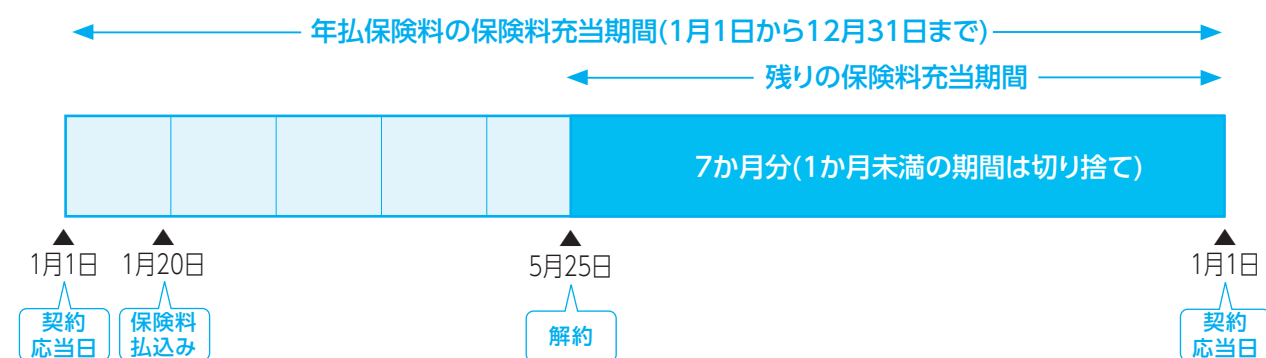 年払保険料の保険料充当期間(1月1日から12月31日まで)
残りの保険料充当期間
7か月分(1か月未満の期間は切り捨て)
1月1日
1月20日
5月25日
1月1日
契約
応当日
保険料
払込み
解約
契約
応当日